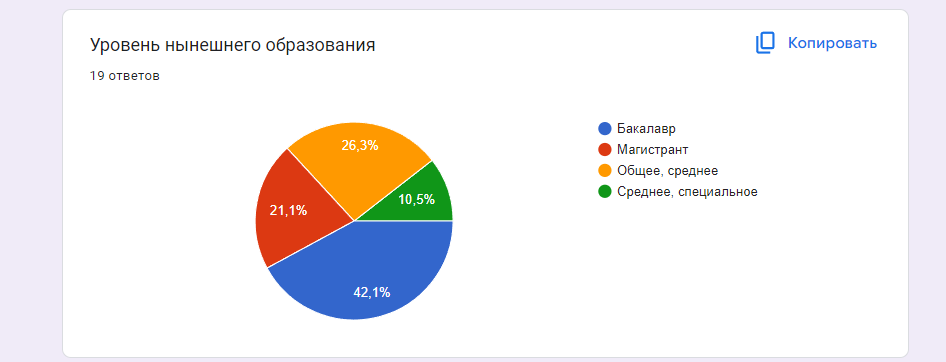 Уровень нынешнего образования
Копировать
19 ответов
26,3%
21,1%
10,5%
42,1%
Бакалавр
Магистрант
Общее, среднее
Среднее, специальное